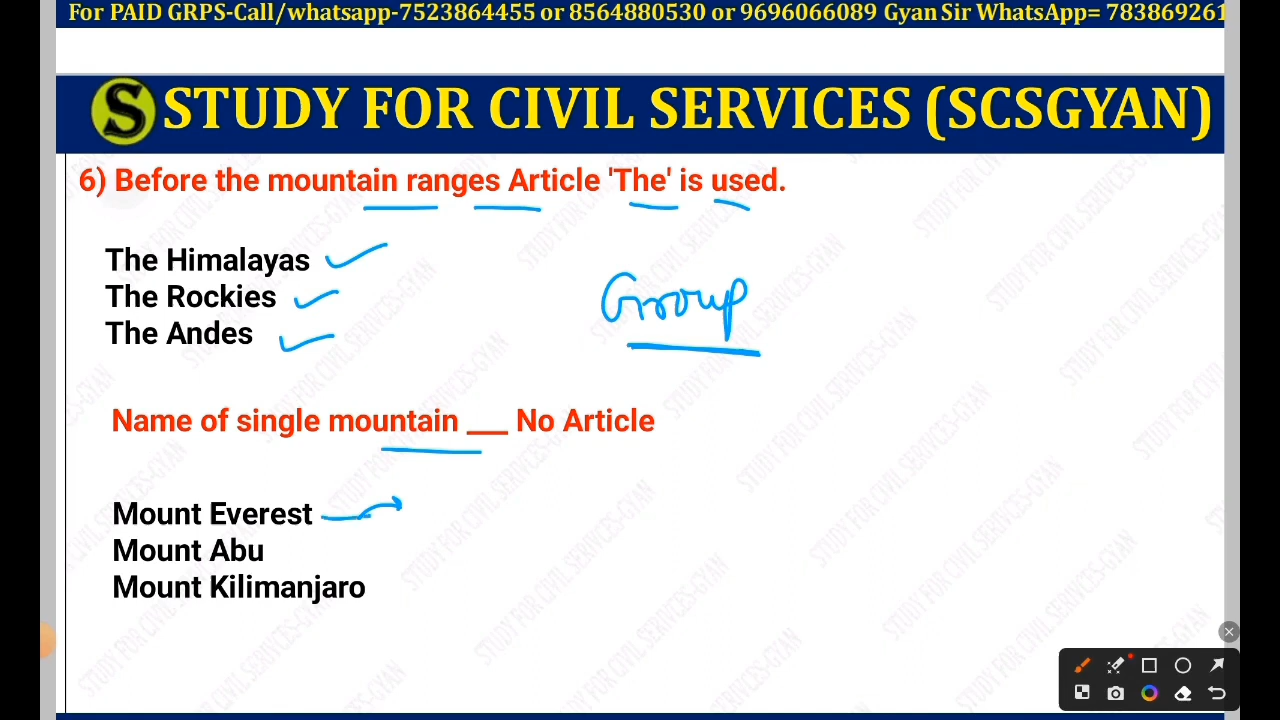 For PAID GRPS-Call/whatsapp-7523864455 or 8564880530 or 9696066089 Gyan Sir WhatsApp= 783869261
S STUDY FOR CIVIL SERVICES (SCSGYAN)
6) Before the mountain ranges Article 'The' is used.
The Himalayas
The Rockies
Group
The Andes
Name of single mountain ___ No Article
Mount Everest
Mount Abu
Mount Kilimanjaro